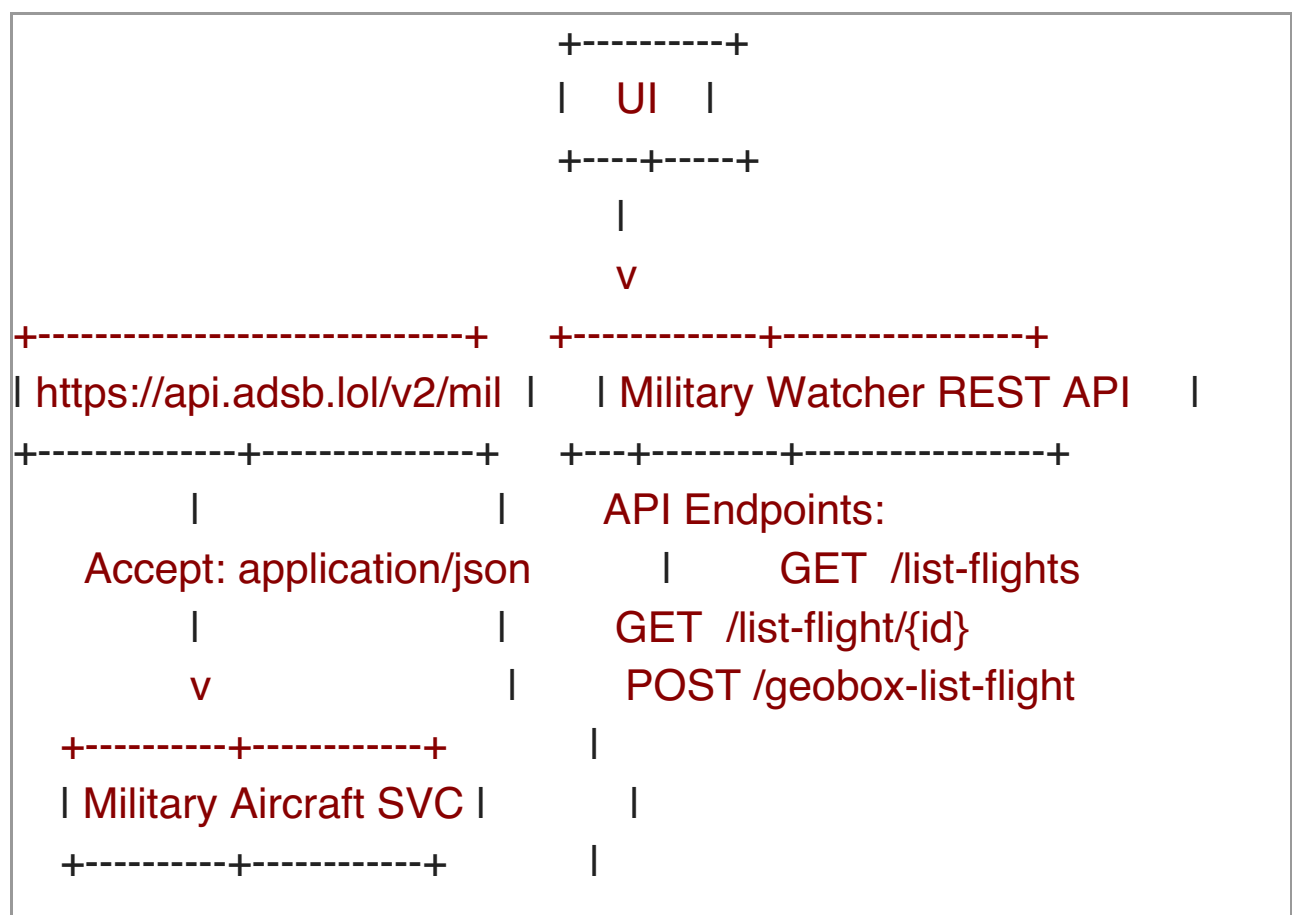 +----------+
| UI |
+----+-----+
|
v
+------------------------------+ +-------------+-----------------+
| https://api.adsb.lol/v2/mil | | Military Watcher REST API |
+--------------+---------------+ +---+---------+-----------------+
| | API Endpoints:
Accept: application/json | GET /list-flights
| | GET /list-flight/{id}
v | POST /geobox-list-flight
+----------+------------+ |
| Military Aircraft SVC | |
+----------+------------+ |